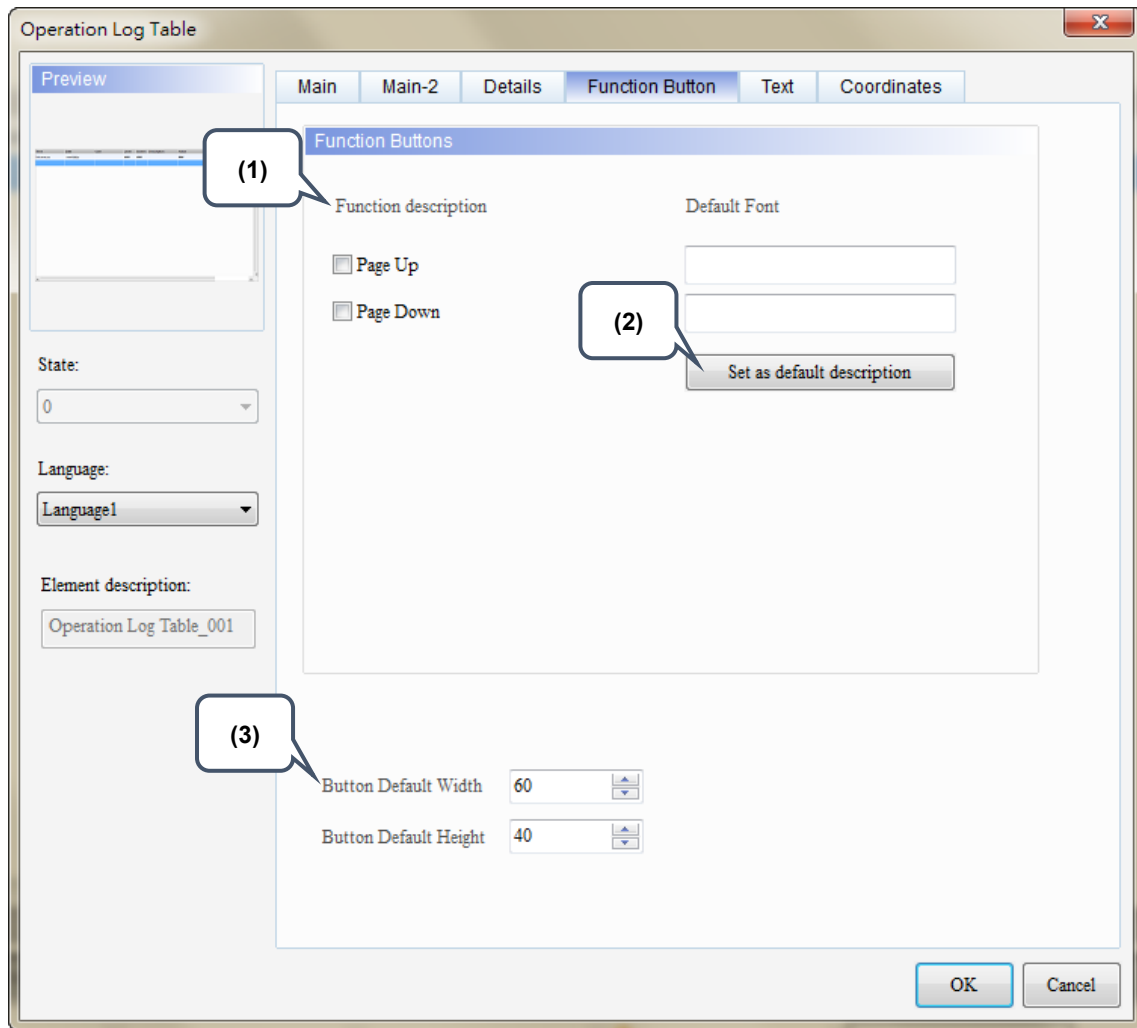 Operation Log Table
x
Preview
Main Main-2 Details Function Button Text Coordinates
Function Buttons
(1)
Function description Default Font
Page Up
Page Down
(2)
Set as default description
State:
0
Language:
Language1
Element description:
Operation Log Table_001
(3)
Button Default Width 60
Button Default Height 40
OK Cancel